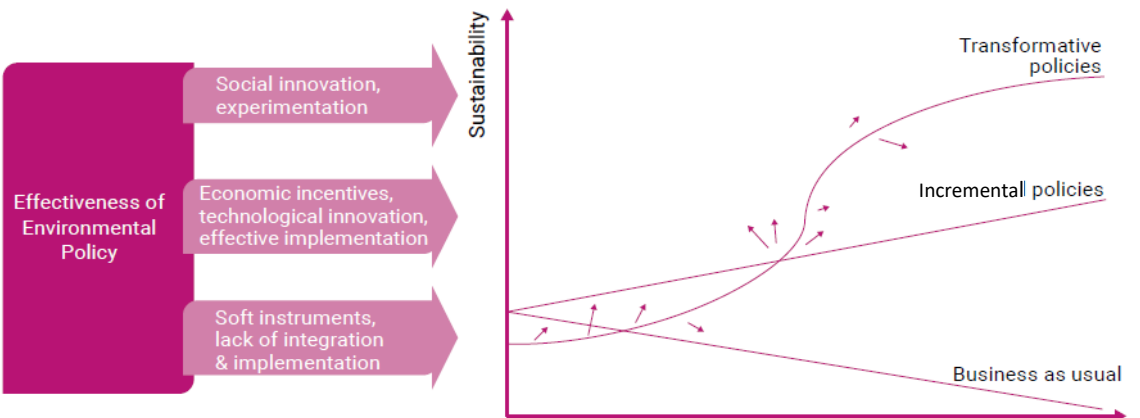 Effectiveness of
Environmental
Policy
Social innovation,
experimentation
Economic incentives,
technological innovation,
effective implementation
Soft instruments,
lack of integration
& implementation
Sustainability
Transformative
policies
Incremental policies
Business as usual